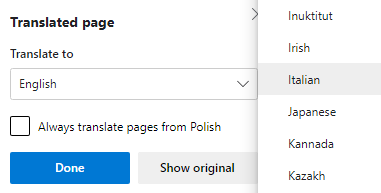 Translated page
Translate to
English
Always translate pages from Polish
Done
Show original
Inuktitut
Irish
Italian
Japanese
Kannada
Kazakh